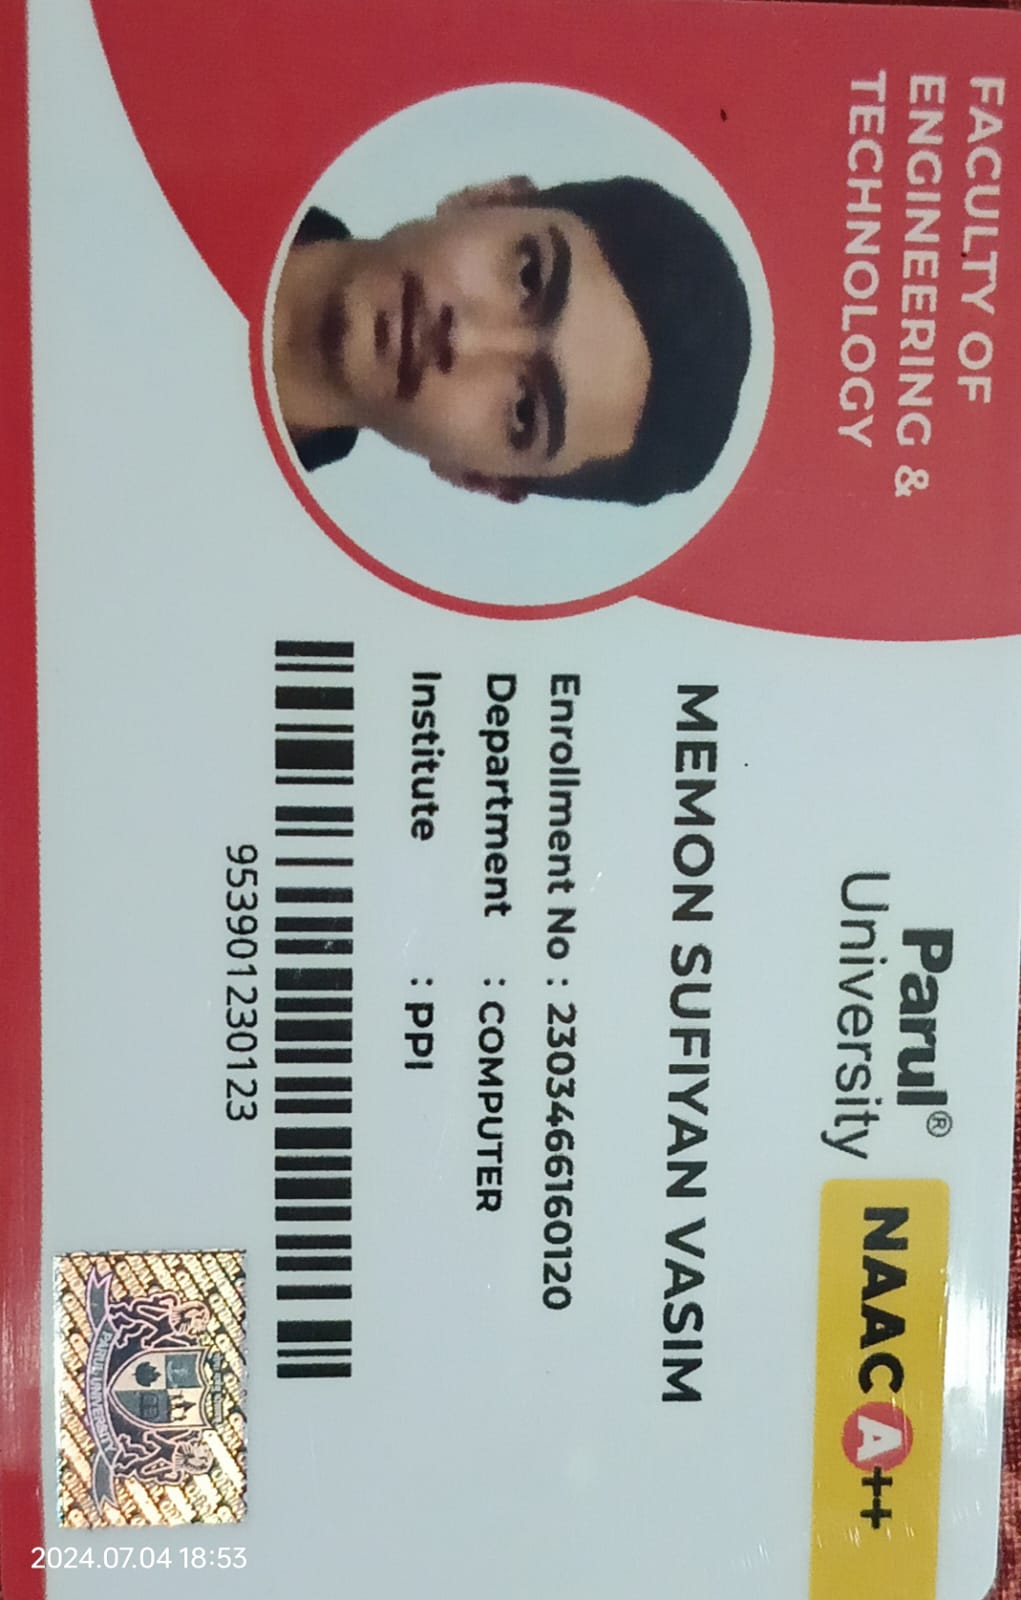 FACULTY OF
ENGINEERING &
TECHNOLOGY
Parul®
University
NAAC A++
MEMON SUFIYAN VASIM
Enrollment No : 2303466160120
Department : COMPUTER
Institute : PPI
953901230123
PARUL UNIVERSITY
2024.07.04 18:53